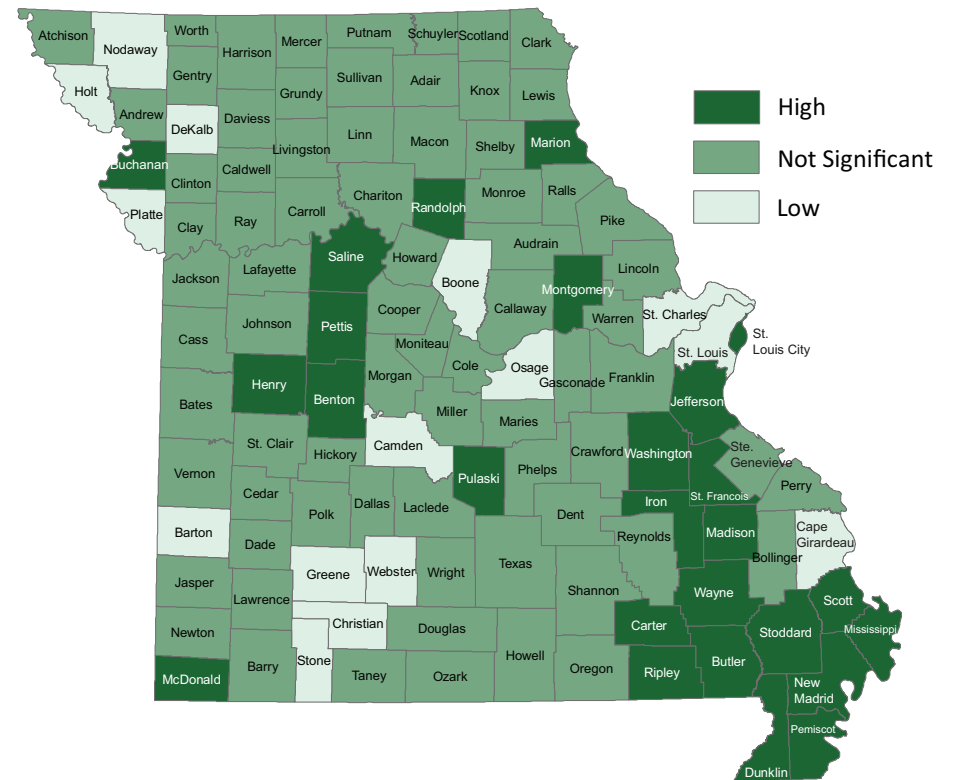 Atchison
Nodaway
Worth
Harrison
Mercer
Putnam
Schuyler
Scotland
Clark
Gentry
Sullivan
Adair
Knox
Lewis
Holt
Andrew
DeKalb
Daviess
Grundy
Linn
Macon
Shelby
Marion
Buchanan
Clinton
Caldwell
Livingston
Chariton
Randolph
Monroe
Ralls
Pike
Platte
Clay
Ray
Carroll
Saline
Howard
Boone
Audrain
Callaway
Montgomery
Lincoln
Warren
St. Charles
St. Louis
St.
Louis City
Jackson
Lafayette
Cass
Johnson
Pettis
Cooper
Moniteau
Cole
Osage
Gasconade
Franklin
Jefferson
Bates
Henry
Benton
Morgan
Miller
Maries
Camden
Vernon
St. Clair
Hickory
Pulaski
Phelps
Crawford
Washington
Ste.
Genevieve
St. Francois
Perry
Cedar
Polk
Dallas
Laclede
Dent
Iron
Reynolds
Madison
Bollinger
Cape
Girardeau
Barton
Dade
Greene
Webster
Wright
Texas
Shannon
Wayne
Jasper
Lawrence
Christian
Douglas
Carter
Scott
Stoddard
Mississippi
Newton
McDonald
Barry
Stone
Taney
Ozark
Howell
Oregon
Ripley
Butler
New
Madrid
Pemiscot
Dunklin
High
Not Significant
Low